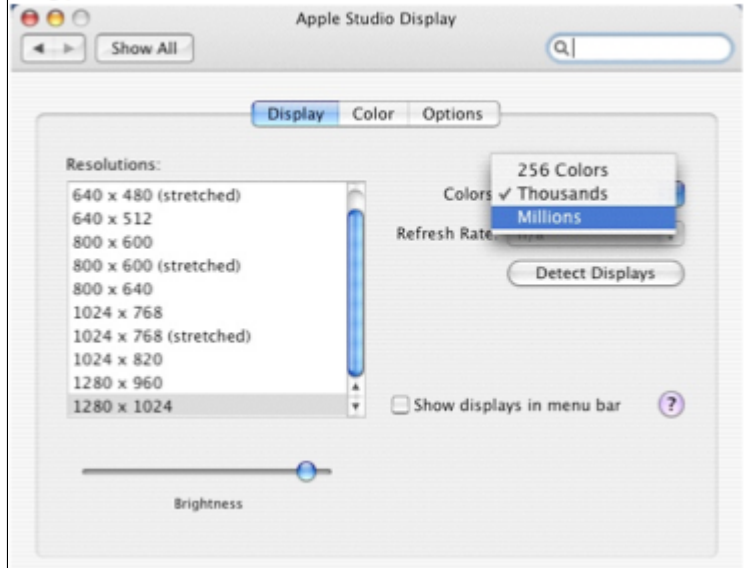 Apple Studio Display
Show All
Display Color Options
Resolutions:
640 x 480 (stretched)
640 x 512
800 x 600
800 x 600 (stretched)
800 x 640
1024 x 768
1024 x 768 (stretched)
1024 x 820
1280 x 960
1280 x 1024
256 Colors
Colors ✓ Thousands
Millions
Refresh Rate:
Detect Displays
Show displays in menu bar ?
Brightness